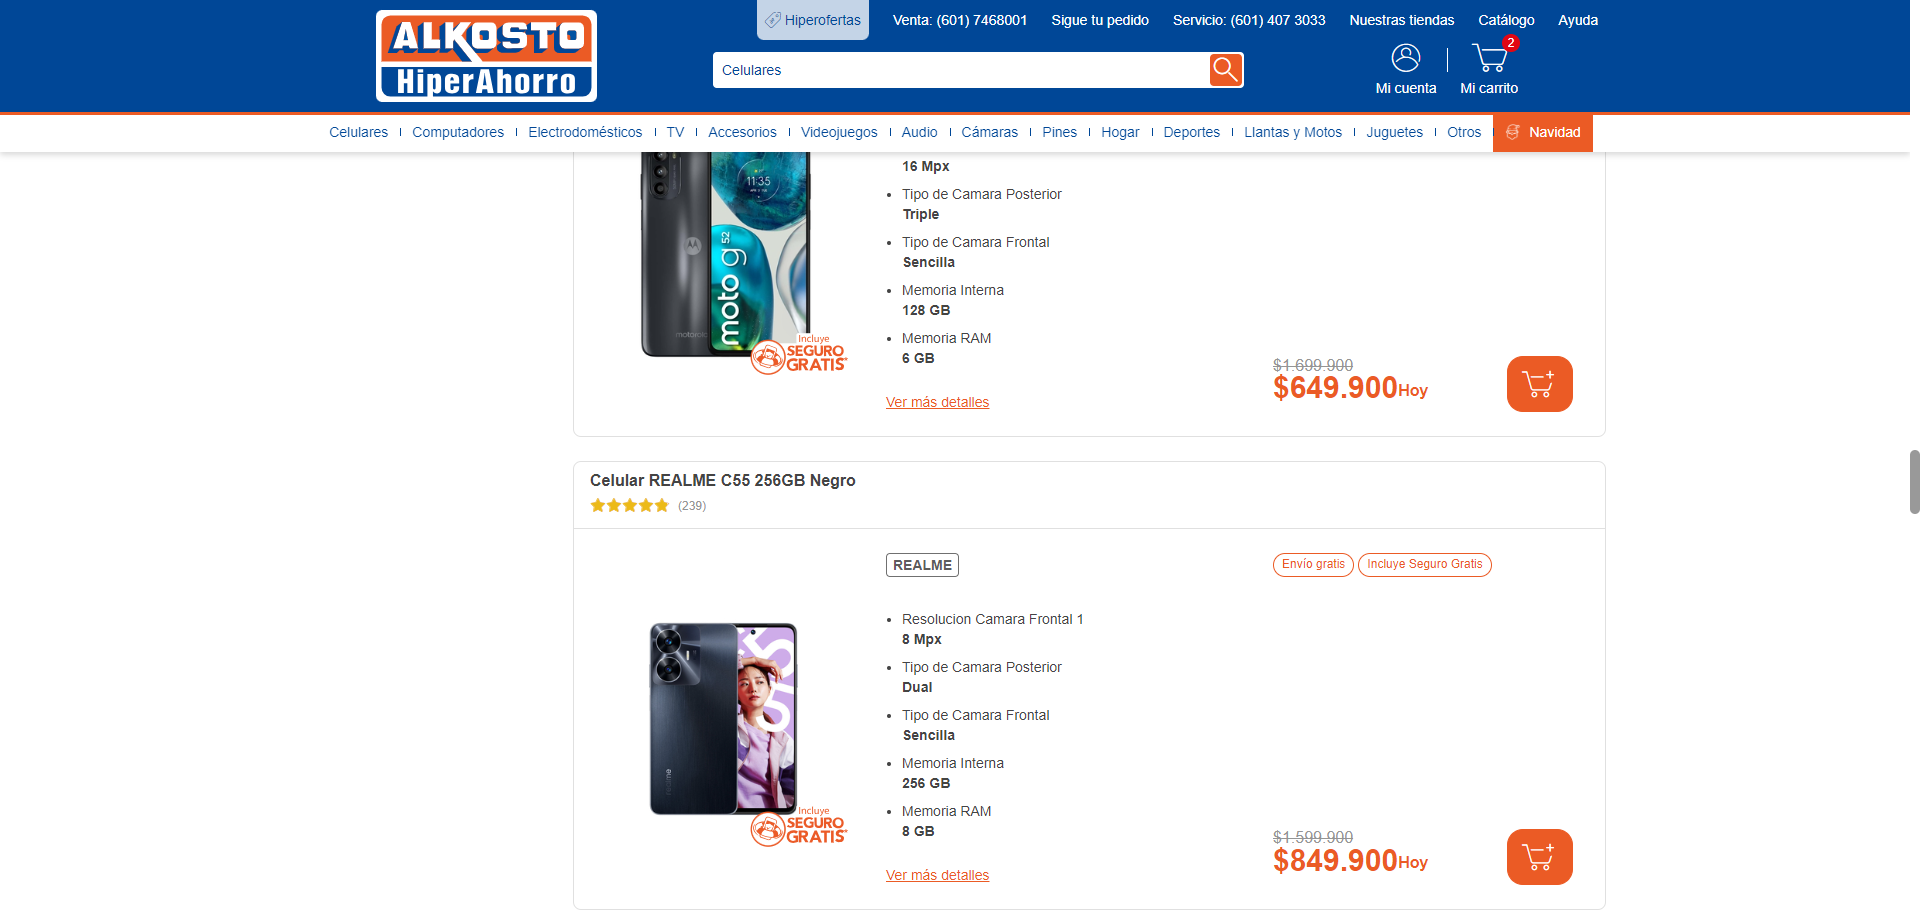 ALKOSTO
HiperAhorro
Hiperofertas
Venta: (601) 7468001
Sigue tu pedido
Servicio: (601) 407 3033
Nuestras tiendas
Catálogo
Ayuda
Celulares
Mi cuenta
2
Mi carrito
Celulares
Computadores
Electrodomésticos
TV
Accesorios
Videojuegos
Audio
Cámaras
Pines
Hogar
Deportes
Llantas y Motos
Juguetes
Otros
Navidad
11:35
moto g52
motorola
Incluye
SEGURO
GRATIS*
16 Mpx
Tipo de Camara Posterior
Triple
Tipo de Camara Frontal
Sencilla
Memoria Interna
128 GB
Memoria RAM
6 GB
Ver más detalles
$1.699.900
$649.900 Hoy
Celular REALME C55 256GB Negro
(239)
REALME
Envío gratis
Incluye Seguro Gratis
realme
Incluye
SEGURO
GRATIS*
Resolucion Camara Frontal 1
8 Mpx
Tipo de Camara Posterior
Dual
Tipo de Camara Frontal
Sencilla
Memoria Interna
256 GB
Memoria RAM
8 GB
Ver más detalles
$1.599.900
$849.900 Hoy